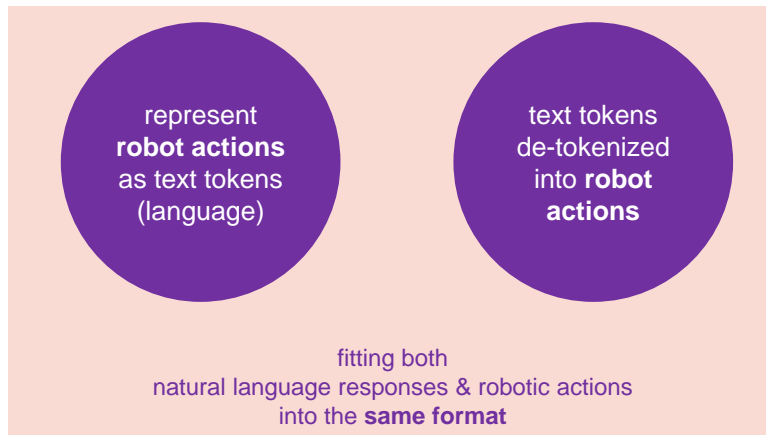 represent
robot actions
as text tokens
(language)
text tokens
de-tokenized
into robot
actions
fitting both
natural language responses & robotic actions
into the same format